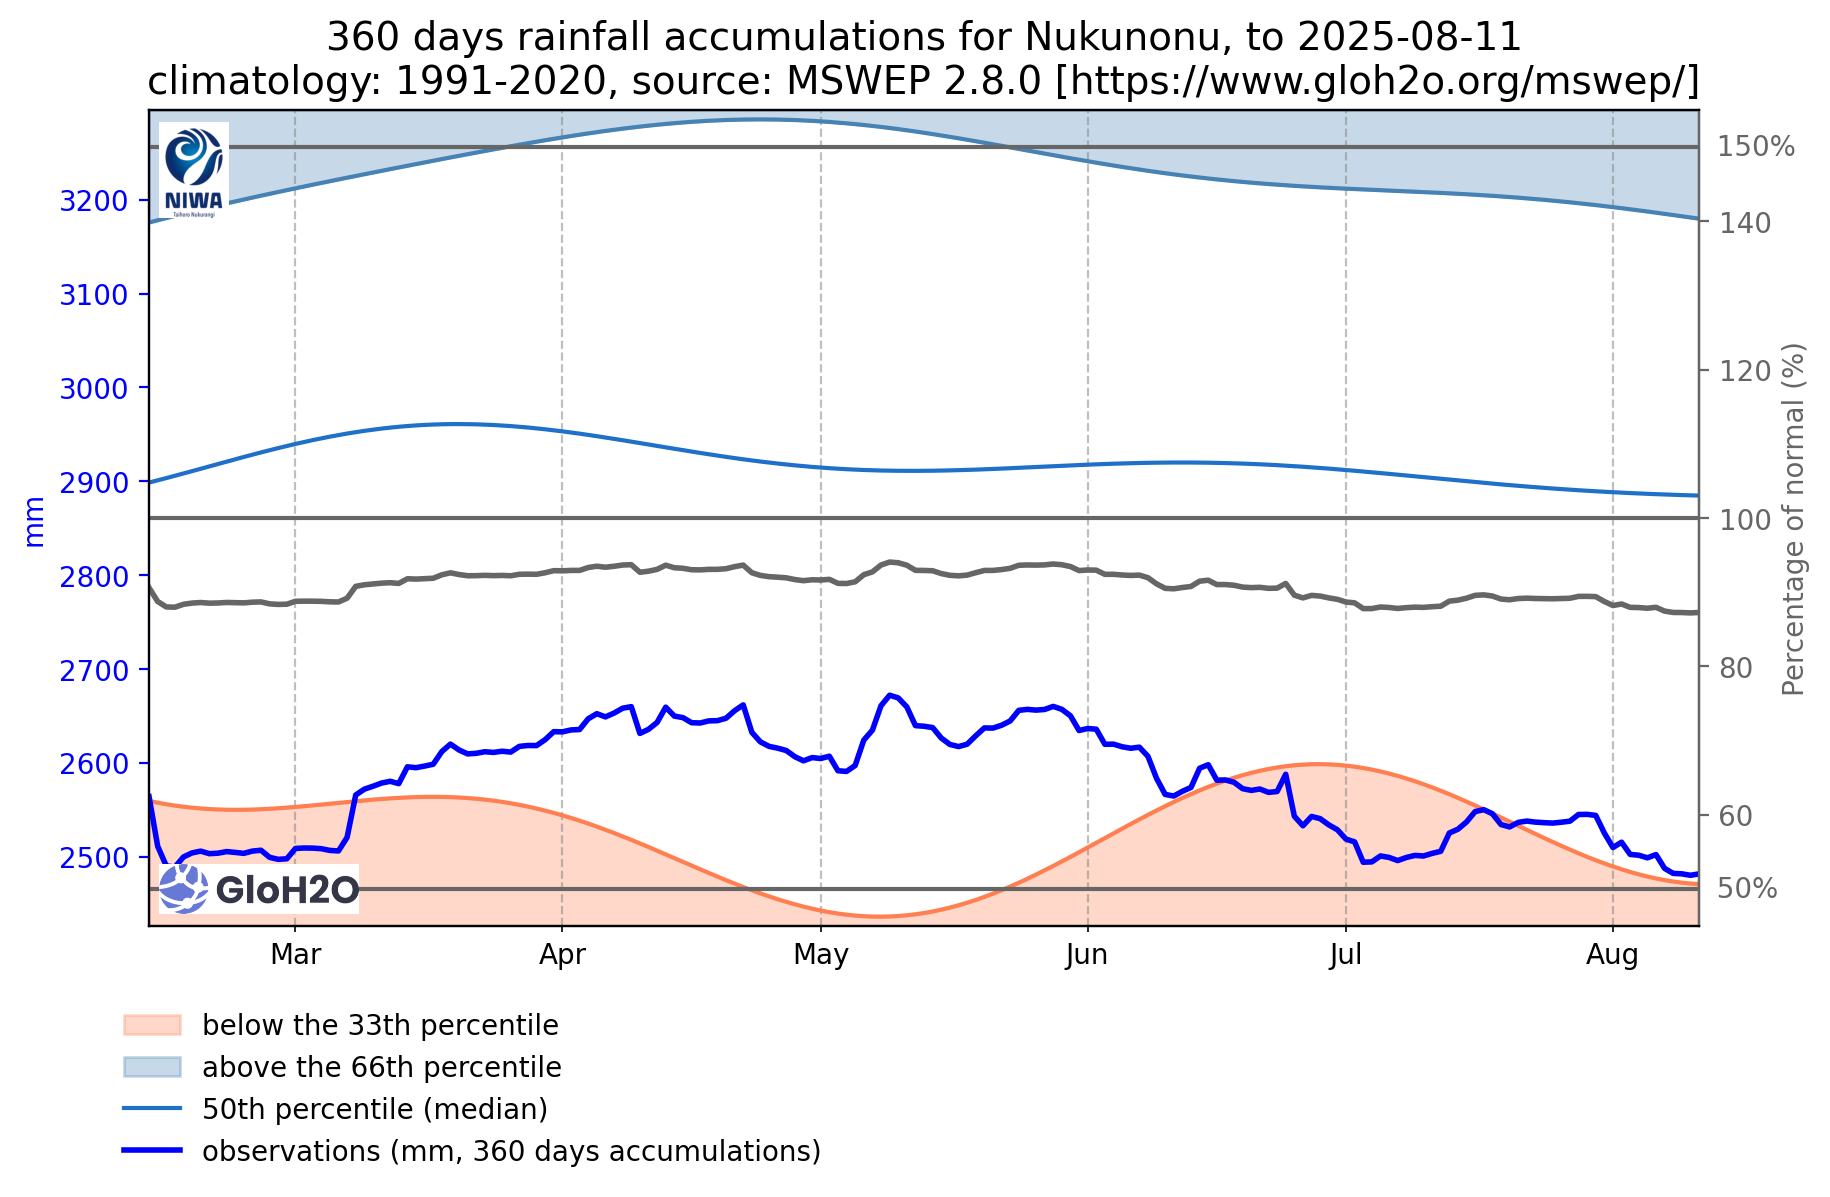 360 days rainfall accumulations for Nukunonu, to 2025-08-11
climatology: 1991-2020, source: MSWEP 2.8.0 [https://www.gloh2o.org/mswep/]
NIWA
Taihoro Nukurangi
3200
3100
3000
2900
2800
2700
2600
2500
mm
150%
140
120
100
80
60
50%
Percentage of normal (%)
GloH2O
Mar
Apr
May
Jun
Jul
Aug
below the 33th percentile
above the 66th percentile
50th percentile (median)
observations (mm, 360 days accumulations)